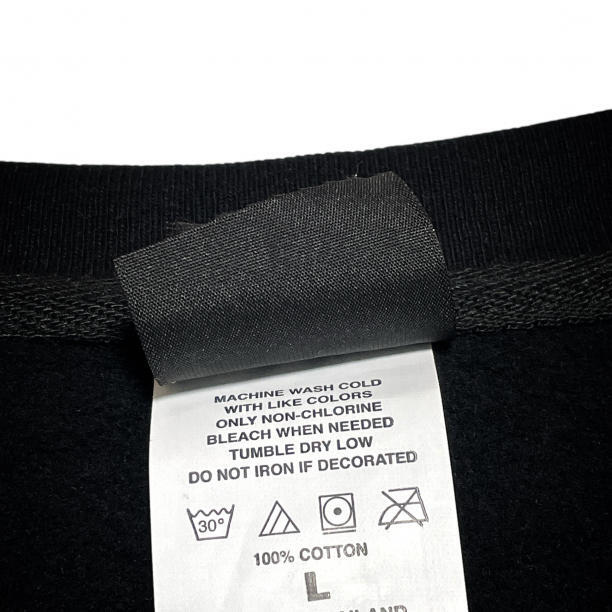 MACHINE WASH COLD
WITH LIKE COLORS
ONLY NON-CHLORINE
BLEACH WHEN NEEDED
TUMBLE DRY LOW
DO NOT IRON IF DECORATED
30°
100% COTTON
L